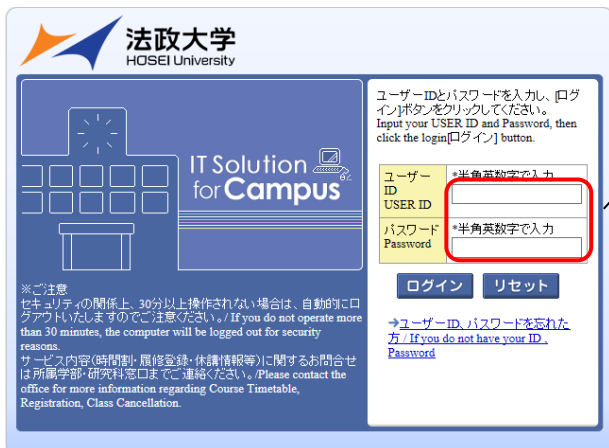 法政大学
HOSEI University
ユーザーIDとパスワードを入力し、[ログ
イン]ボタンをクリックしてください。
Input your USER ID and Password, then
click the login[ログイン] button.
ユーザー
ID
USER ID
*半角英数字で入力
パスワード
Password
*半角英数字で入力
ログイン
リセット
→ユーザーID、パスワードを忘れた
方 / If you do not have your ID ,
Password
IT Solution
for Campus
※ご注意
セキュリティの関係上、30分以上操作されない場合は、自動的にロ
グアウトいたしますのでご注意ください。/ If you do not operate more
than 30 minutes, the computer will be logged out for security
reasons.
サービス内容(時間割・履修登録・休講情報等)に関するお問合せ
は所属学部・研究科窓口までご連絡ください。/Please contact the
office for more information regarding Course Timetable,
Registration, Class Cancellation.